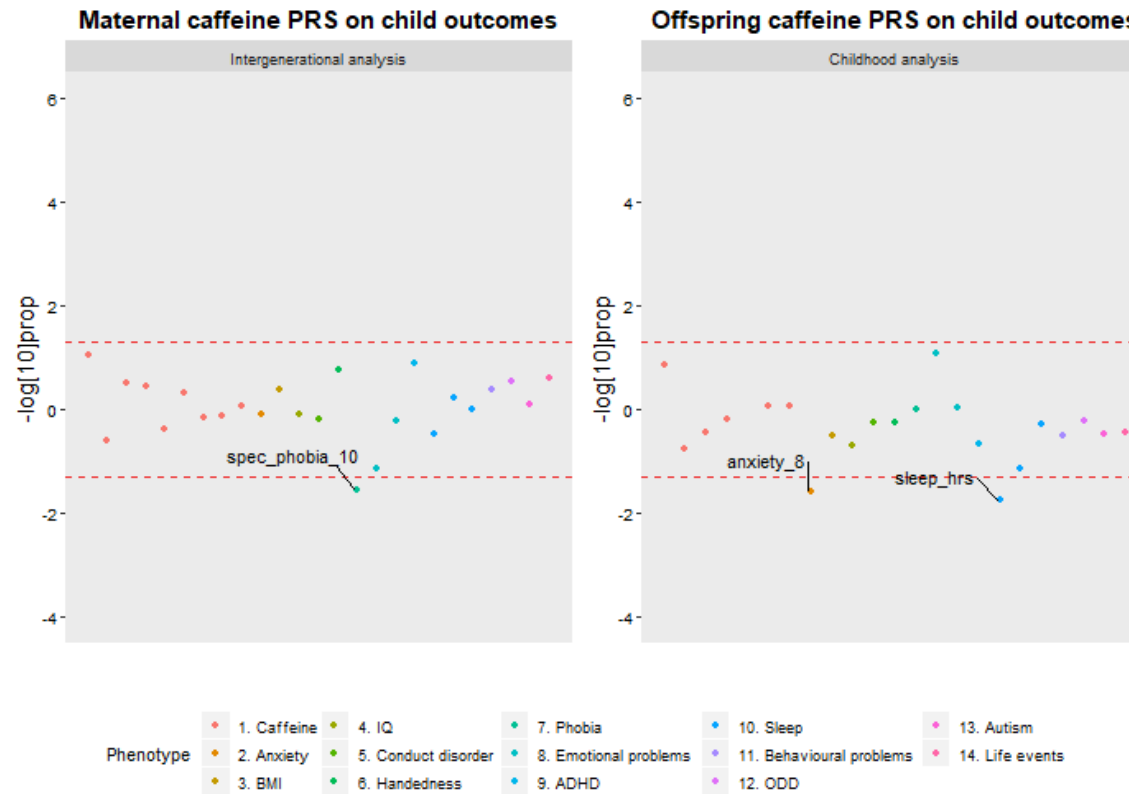 Maternal caffeine PRS on child outcomes
Intergenerational analysis
6
4
2
0
-2
-4
-log[10]prop
spec_phobia_10
Offspring caffeine PRS on child outcomes
Childhood analysis
6
4
2
0
-2
-4
-log[10]prop
anxiety_8
sleep_hrs
Phenotype
1. Caffeine
2. Anxiety
3. BMI
4. IQ
5. Conduct disorder
6. Handedness
7. Phobia
8. Emotional problems
9. ADHD
10. Sleep
11. Behavioural problems
12. ODD
13. Autism
14. Life events